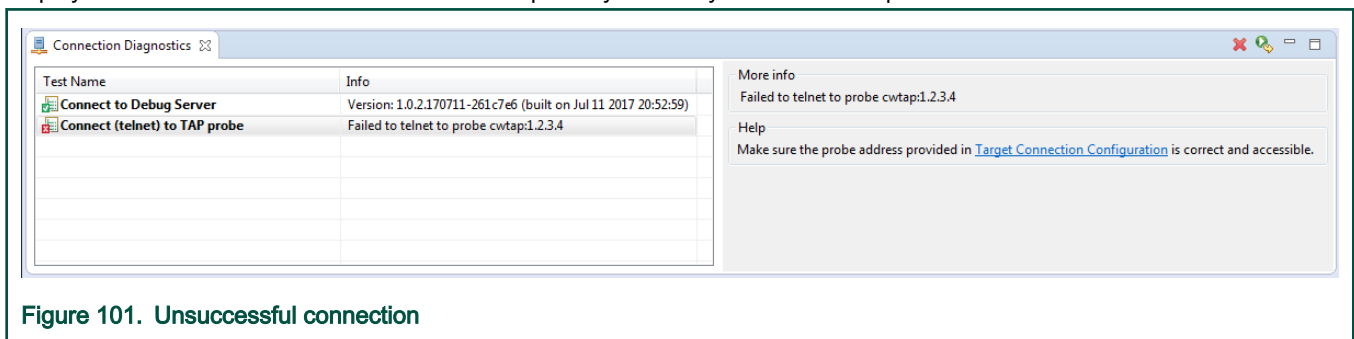 Connection Diagnostics
Test Name Info
Connect to Debug Server Version: 1.0.2.170711-261c7e6 (built on Jul 11 2017 20:52:59)
Connect (telnet) to TAP probe Failed to telnet to probe cwtap:1.2.3.4
More info
Failed to telnet to probe cwtap:1.2.3.4
Help
Make sure the probe address provided in Target Connection Configuration is correct and accessible.
Figure 101. Unsuccessful connection